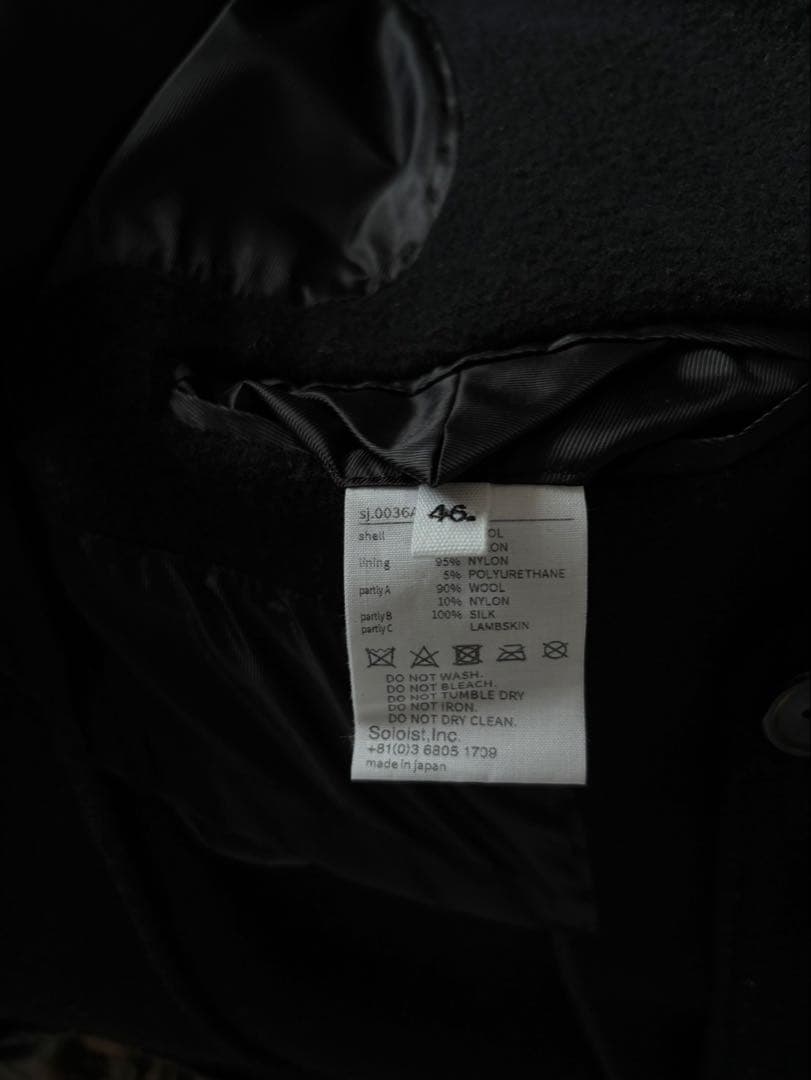 sj.0036A
46.
shell OL
ON
lining 95% NYLON
5% POLYURETHANE
partly A 90% WOOL
10% NYLON
partly B 100% SILK
partly C LAMBSKIN
DO NOT WASH.
DO NOT BLEACH.
DO NOT TUMBLE DRY
DO NOT IRON.
DO NOT DRY CLEAN.
Soloist,Inc.
+81(0)3 6805 1709
made in japan